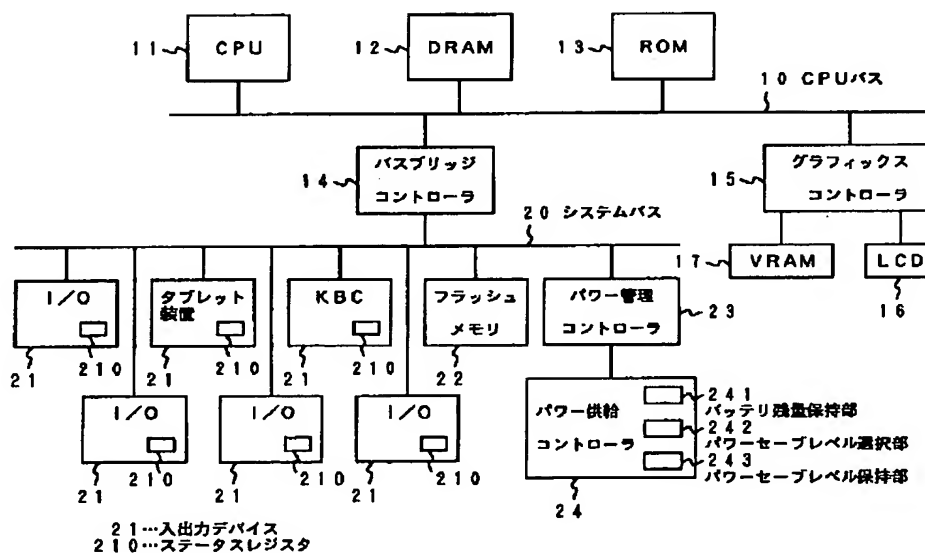 11 CPU
12 DRAM
13 ROM
10 CPUバス
14 バスブリッジ
コントローラ
15 グラフィックス
コントローラ
20 システムバス
17 VRAM
LCD
16
I/O
タブレット
装置
KBC
フラッシュ
メモリ
パワー管理
コントローラ
23
21 210 21 210 21 210 22
I/O
I/O
I/O
パワー供給
コントローラ
241
バッテリ残量保持部
242
パワーセーブレベル選択部
243
パワーセーブレベル保持部
21 210 21 210 21 210 24
21…入出力デバイス
210…ステータスレジスタ